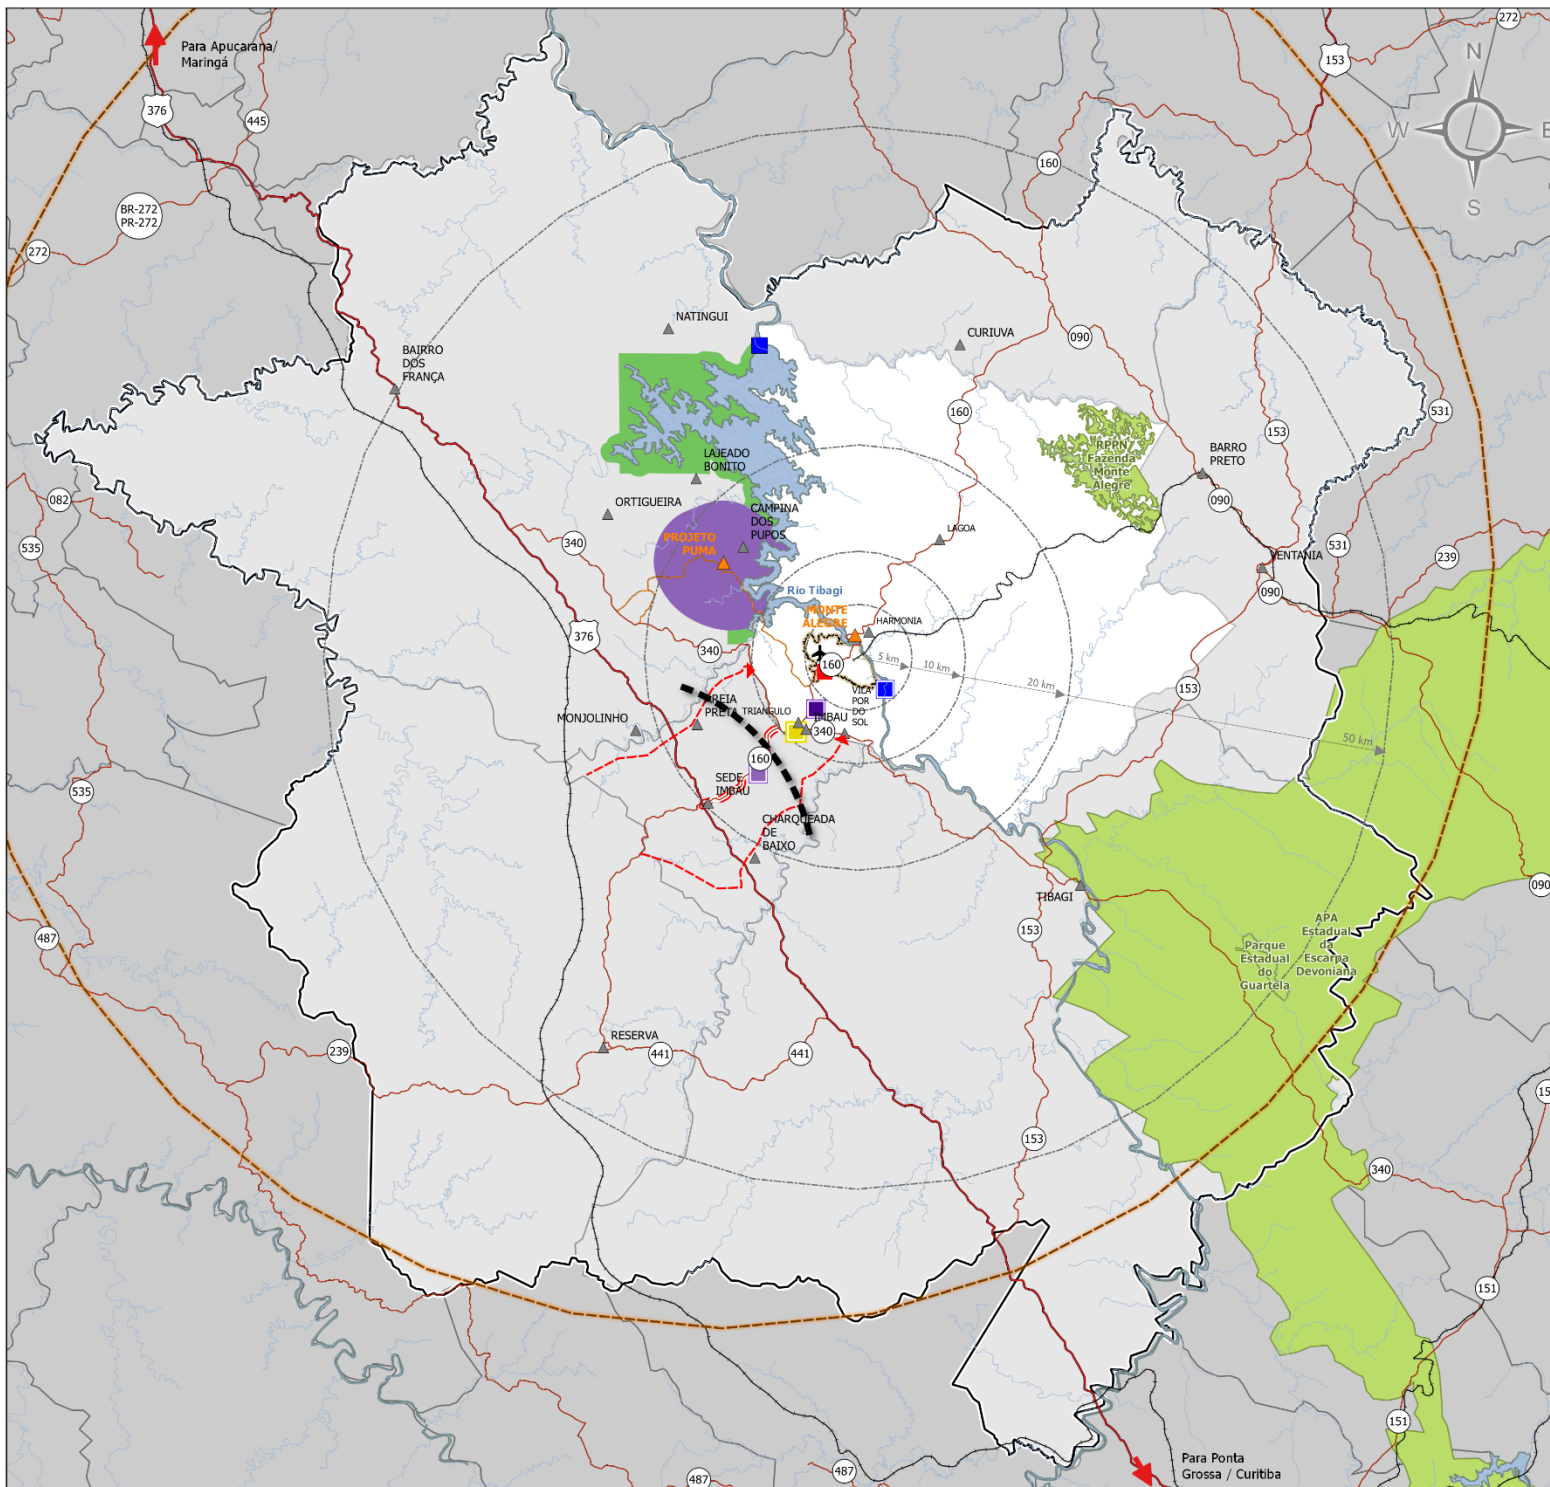 272
Para Apucarana/
Maringá
153
N
376
445
W
E
160
S
BR-272
PR-272
272
NATINGUI
CURIUVA
090
BAIRRO
DOS
FRANÇA
160
531
153
RPPN
Fazenda
Monte
Alegre
BARRO
PRETO
LAJEADO
BONITO
082
090
ORTIGUEIRA
CAMPINA
DOS
PUPOS
LAGOA
PROJETO
PUMA
535
340
531
239
VENTANIA
090
Rio Tibagi
MONTE
ALEGRE
HARMONIA
376
340
160
5 km
10 km
20 km
153
AREIA
PRETA
TRIANGULO
VILA
POR
DO
SOL
MONJOLINHO
IMBAU
340
50 km
160
SEDE
IMBAU
535
CHARQUEADA
DE
BAIXO
TIBAGI
090
487
153
APA
Estadual
da
Escarpa
Devoniana
Parque
Estadual
do
Guartela
RESERVA
239
441
441
153
340
151
151
487
487
Para Ponta
Grossa / Curitiba